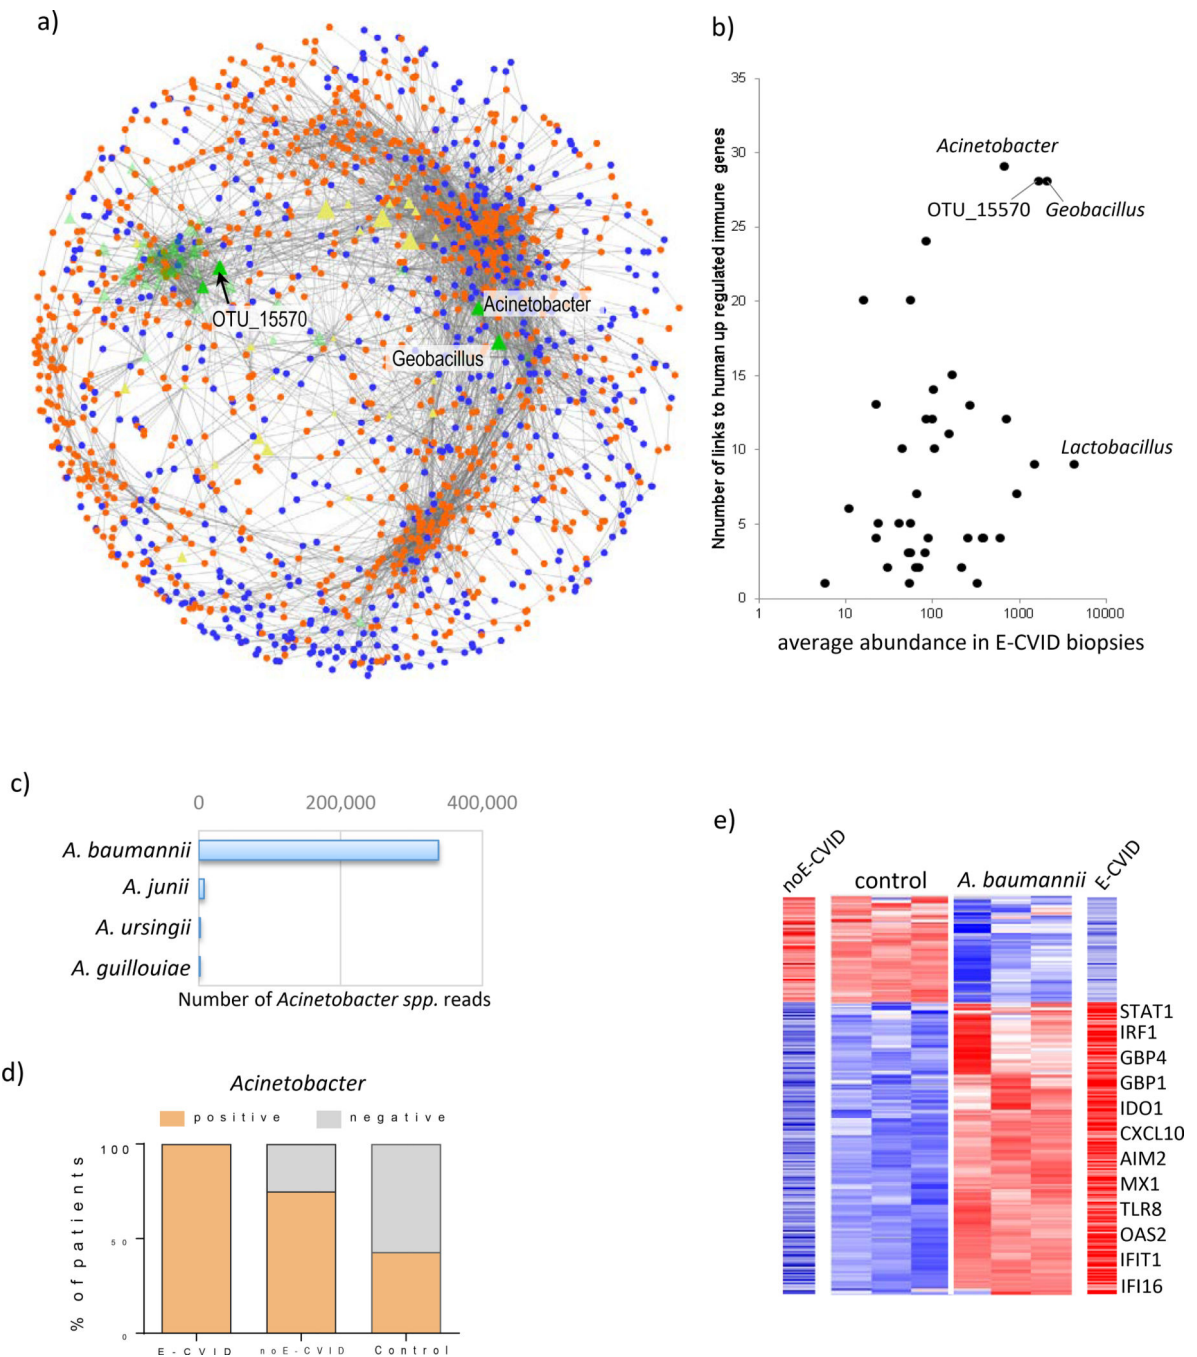 a)
OTU_15570
Acinetobacter
Geobacillus
b)
Nnumber of links to human up regulated immune genes
35
30
25
20
15
10
5
0
1
10
100
1000
10000
Acinetobacter
OTU_15570
Geobacillus
Lactobacillus
average abundance in E-CVID biopsies
c)
0
200,000
400,000
A. baumannii
A. junii
A. ursingii
A. guillouiae
Number of Acinetobacter spp. reads
d)
Acinetobacter
positive
negative
% of patients
100
50
0
E-CVID
noE-CVID
Control
e)
noE-CVID
control
A. baumannii
E-CVID
STAT1
IRF1
GBP4
GBP1
IDO1
CXCL10
AIM2
MX1
TLR8
OAS2
IFIT1
IFI16